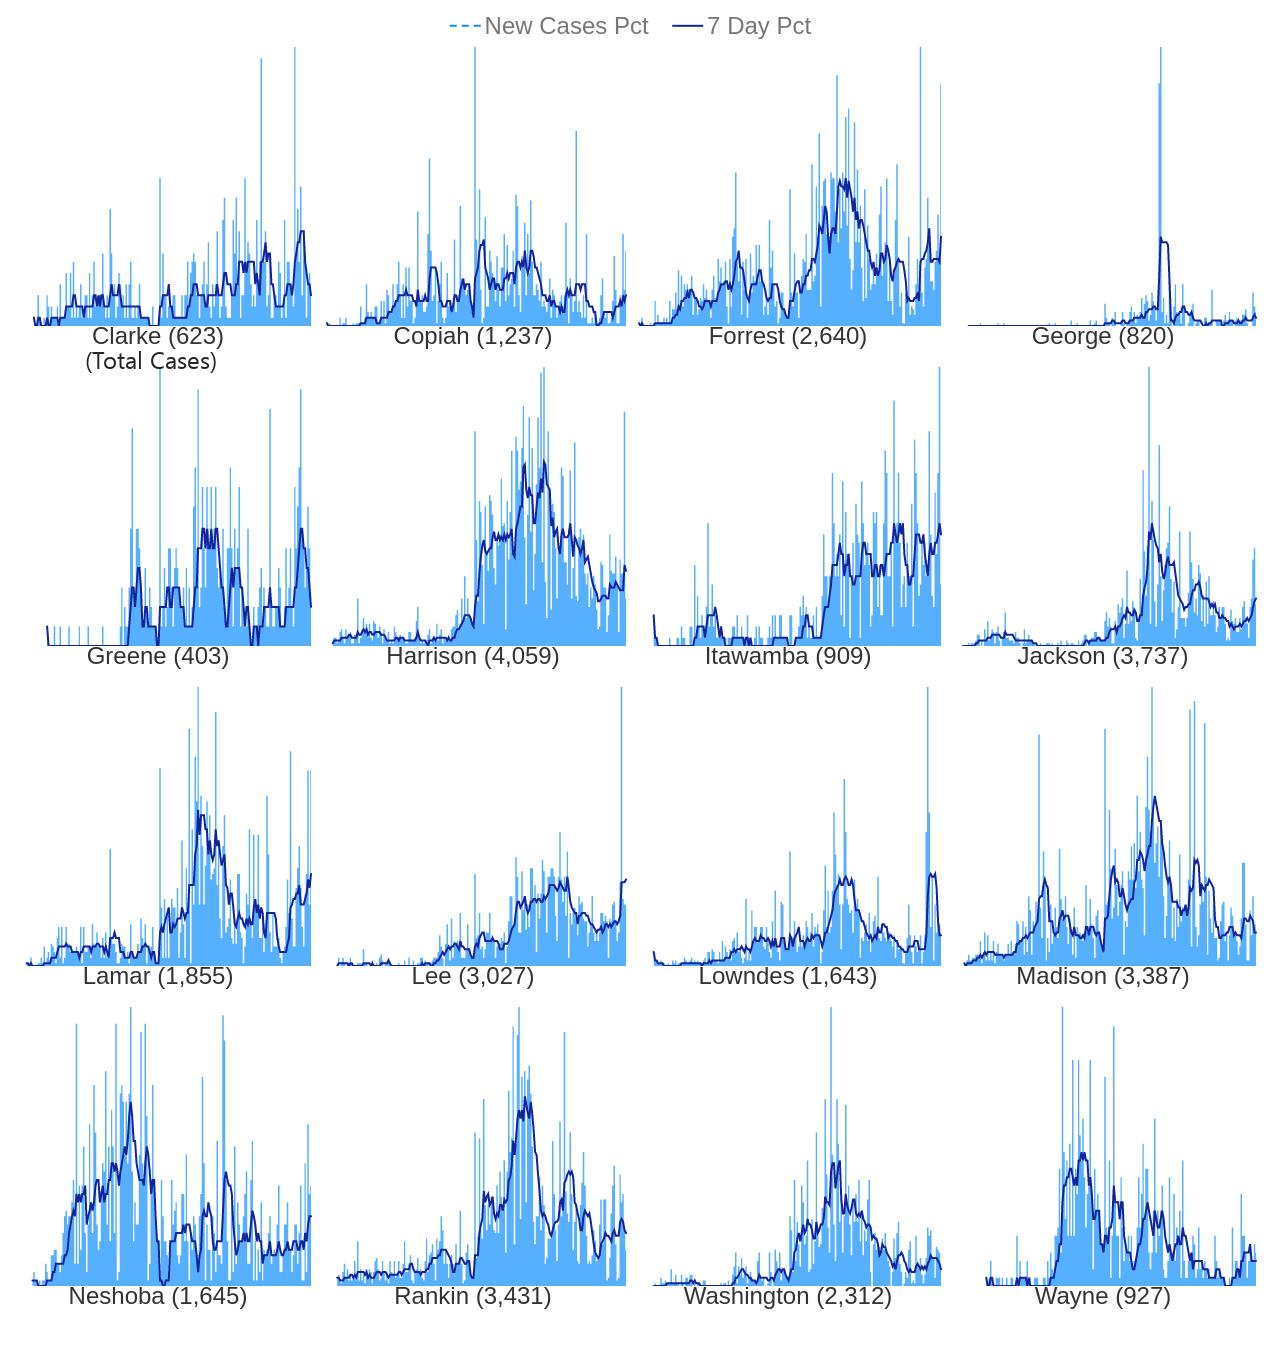 New Cases Pct 7 Day Pct
Clarke (623) Copiah (1,237) Forrest (2,640) George (820)
(Total Cases)
Greene (403) Harrison (4,059) Itawamba (909) Jackson (3,737)
Lamar (1,855) Lee (3,027) Lowndes (1,643) Madison (3,387)
Neshoba (1,645) Rankin (3,431) Washington (2,312) Wayne (927)